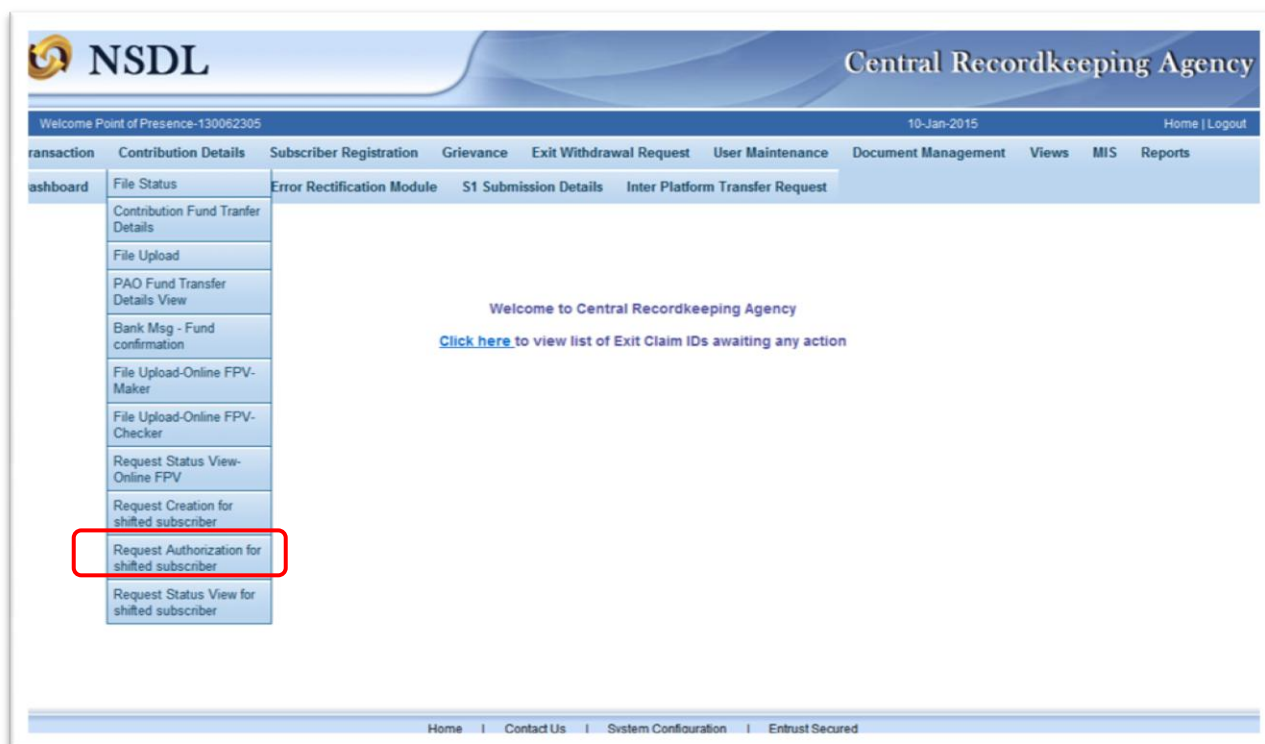 NSDL
Central Recordkeeping Agency
Welcome Point of Presence-130062305 10-Jan-2015 Home | Logout
ransaction Contribution Details Subscriber Registration Grievance Exit Withdrawal Request User Maintenance Document Management Views MIS Reports
ashboard File Status Error Rectification Module S1 Submission Details Inter Platform Transfer Request
Contribution Fund Tranfer
Details
File Upload
PAO Fund Transfer
Details View
Bank Msg - Fund
confirmation
File Upload-Online FPV-
Maker
File Upload-Online FPV-
Checker
Request Status View-
Online FPV
Request Creation for
shifted subscriber
Request Authorization for
shifted subscriber
Request Status View for
shifted subscriber
Welcome to Central Recordkeeping Agency
Click here to view list of Exit Claim IDs awaiting any action
Home | Contact Us | System Configuration | Entrust Secured